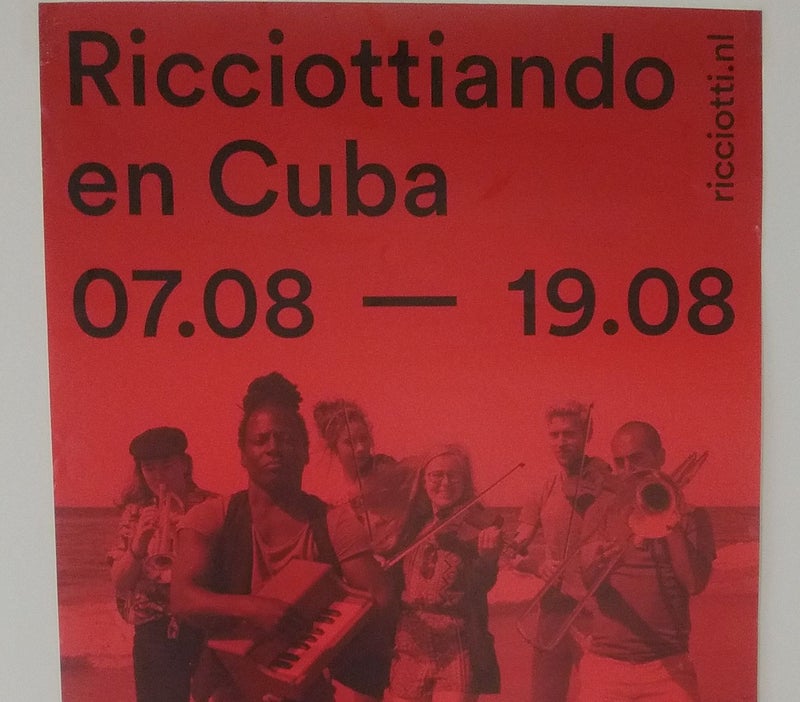 Ricciottiando
en Cuba
07.08 — 19.08
ricciotti.nl